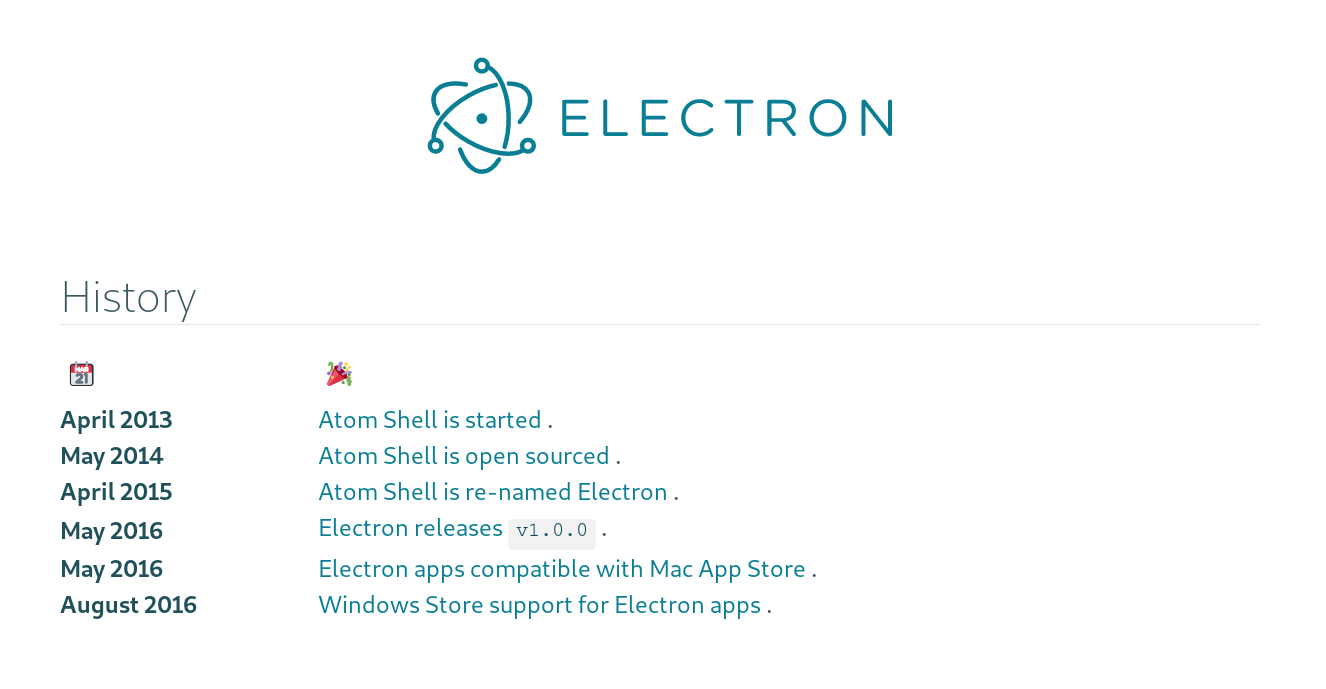 ELECTRON
History
April 2013 Atom Shell is started .
May 2014 Atom Shell is open sourced .
April 2015 Atom Shell is re-named Electron .
May 2016 Electron releases v1.0.0 .
May 2016 Electron apps compatible with Mac App Store .
August 2016 Windows Store support for Electron apps .